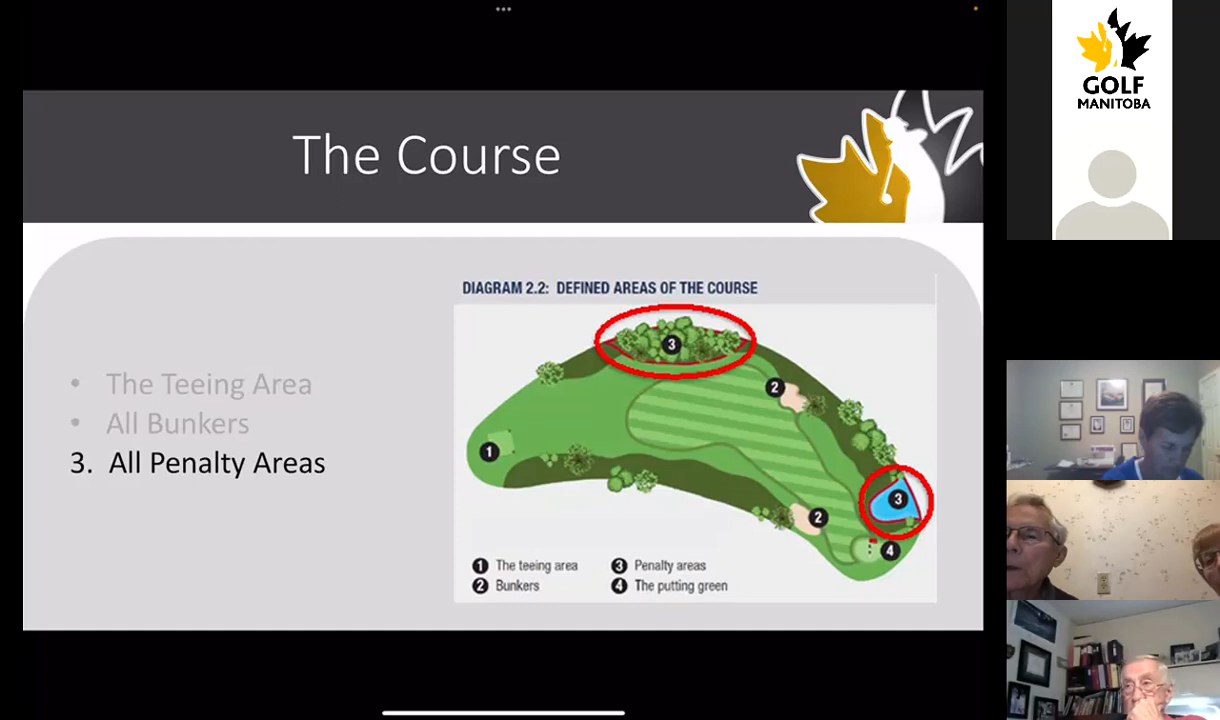 The Course
GOLF
MANITOBA
DIAGRAM 2.2: DEFINED AREAS OF THE COURSE
• The Teeing Area
• All Bunkers
3. All Penalty Areas
3
2
1
3
2
4
1 The teeing area
2 Bunkers
3 Penalty areas
4 The putting green